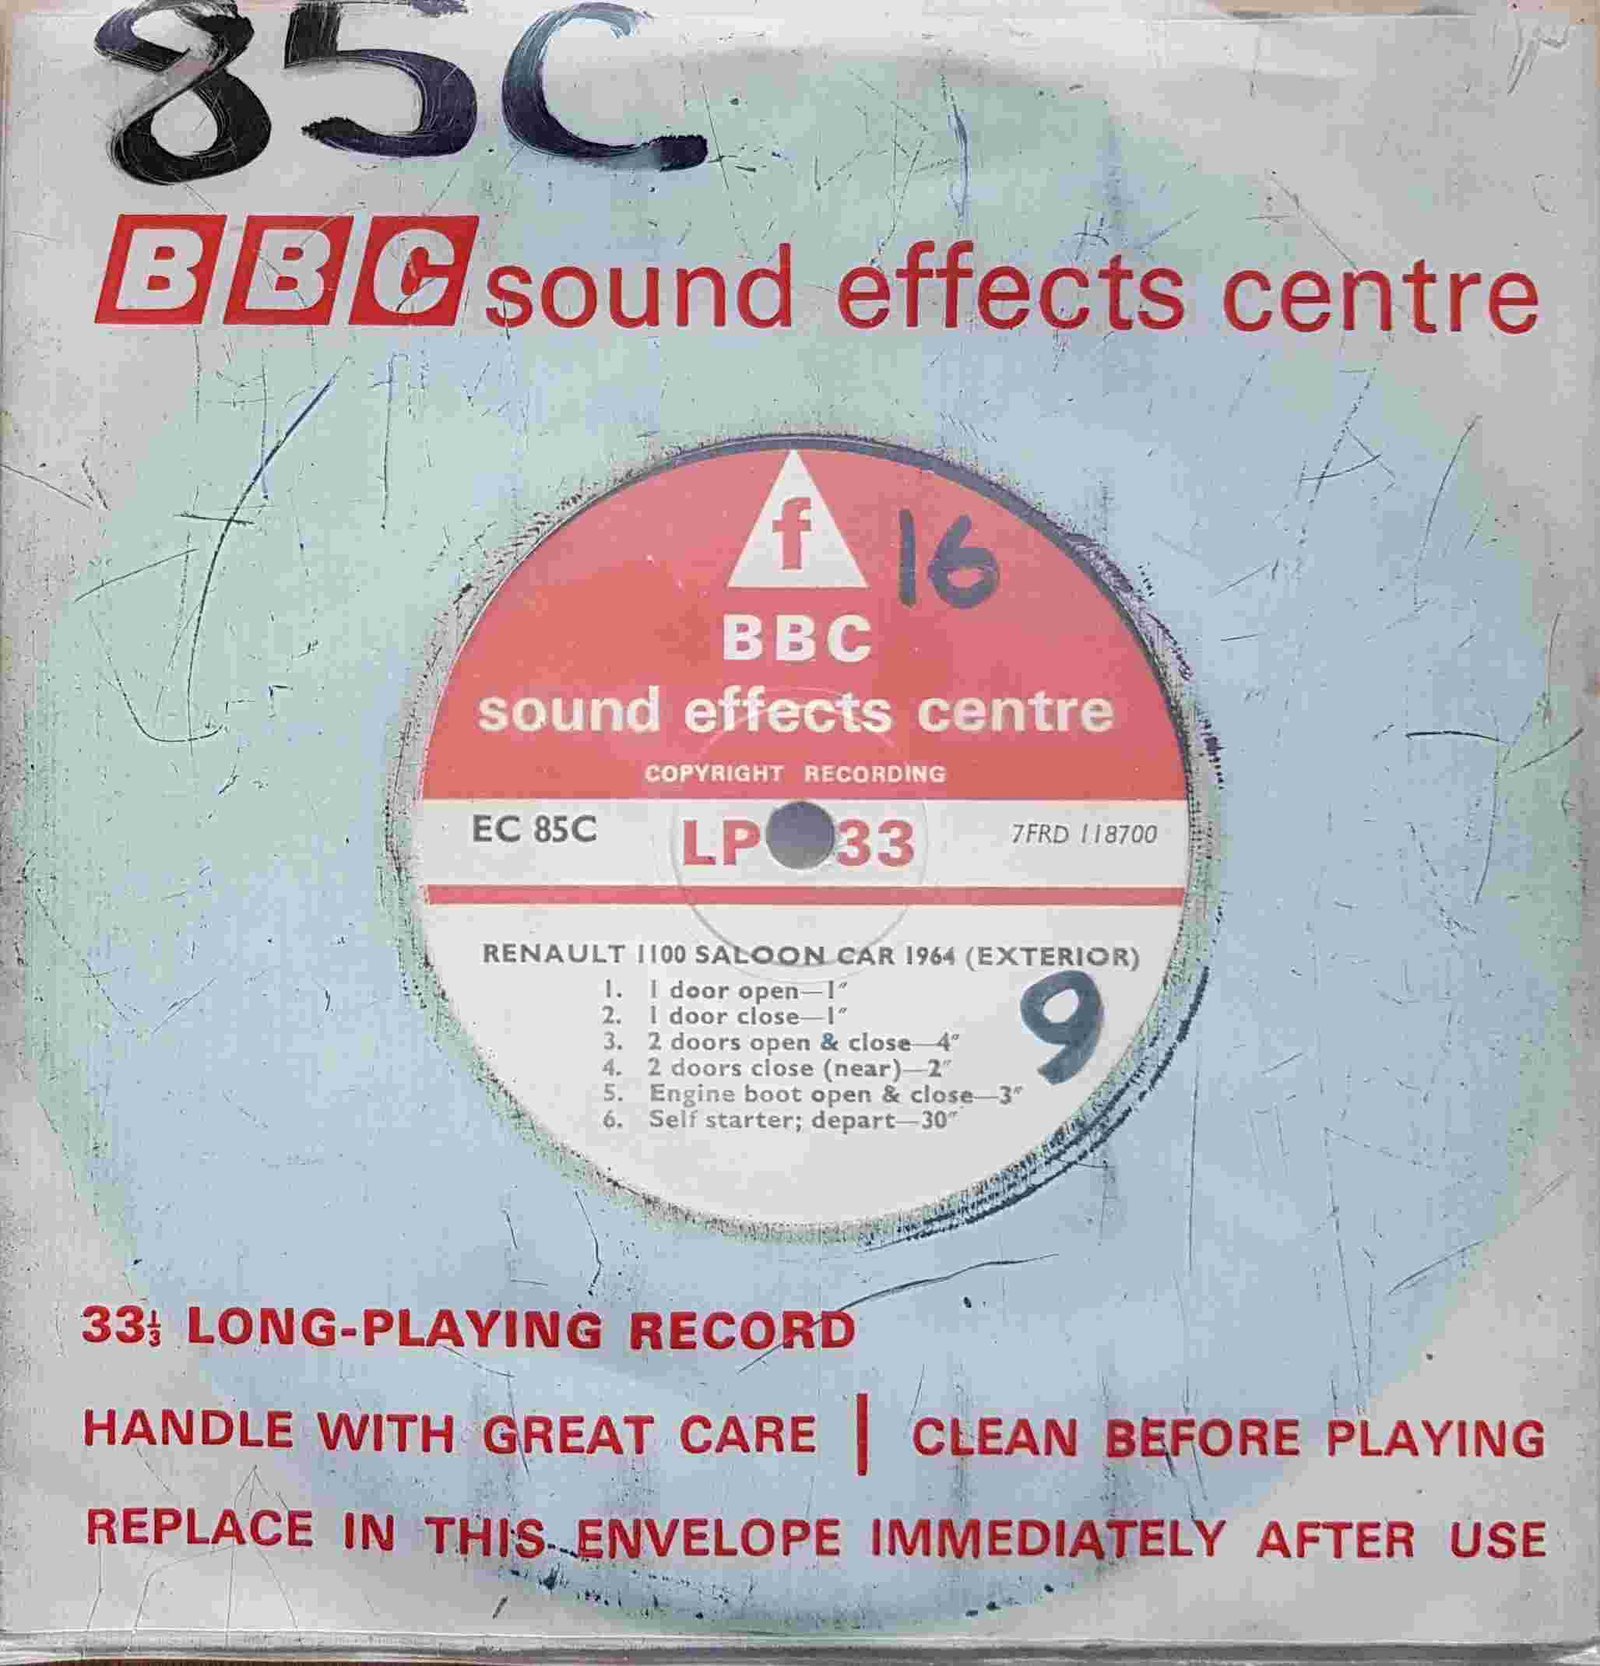 85C
BBC sound effects centre
f
16
BBC
sound effects centre
COPYRIGHT RECORDING
EC 85C LP 33 7FRD 118700
RENAULT 1100 SALOON CAR 1964 (EXTERIOR)
1. 1 door open—1″
2. 1 door close—1″
3. 2 doors open & close—4″
4. 2 doors close (near)—2″
5. Engine boot open & close—3″
6. Self starter; depart—30″
9
33⅓ LONG-PLAYING RECORD
HANDLE WITH GREAT CARE | CLEAN BEFORE PLAYING
REPLACE IN THIS ENVELOPE IMMEDIATELY AFTER USE